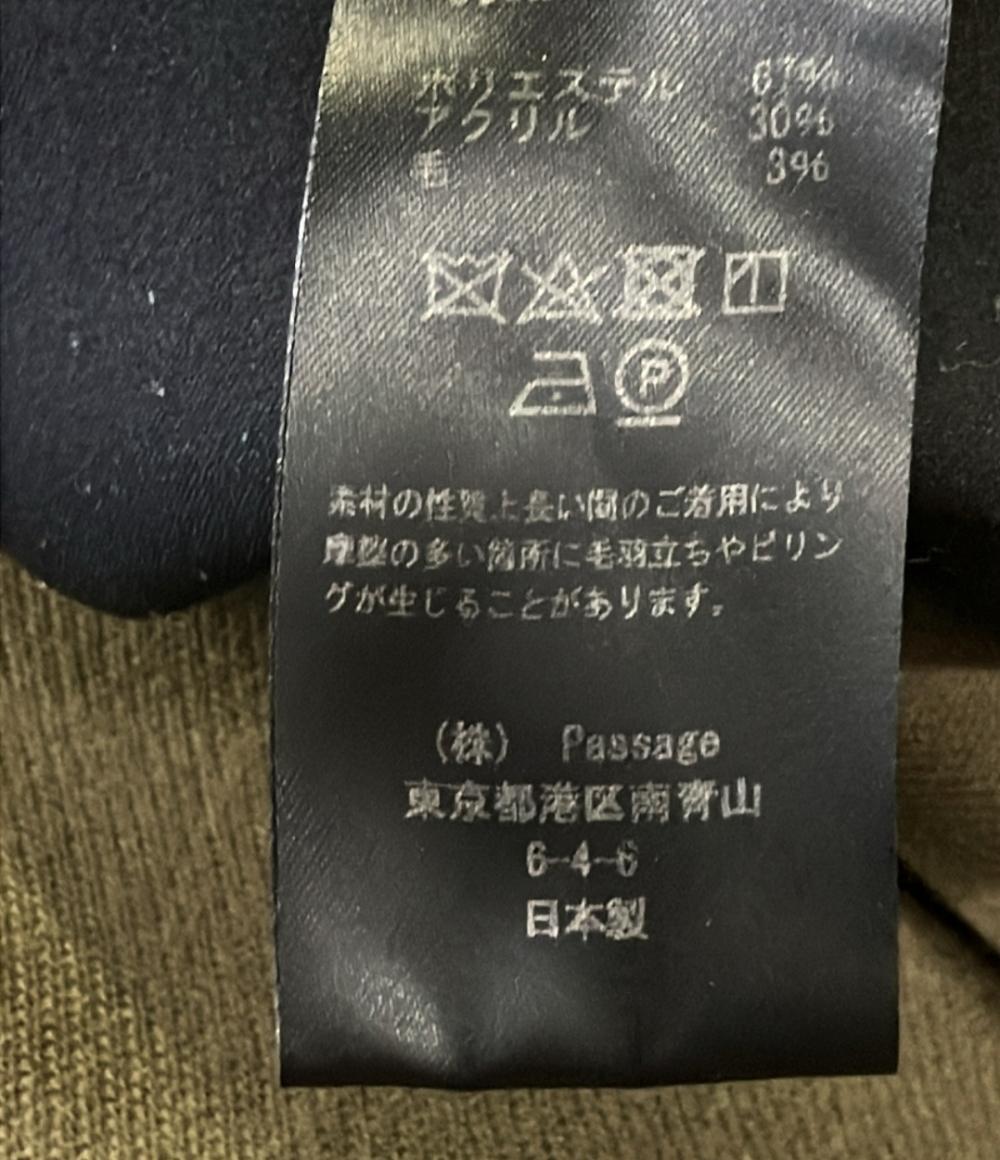 ポリエステル 67%
アクリル 30%
毛 3%
P
素材の性質上長い間のご着用により
摩擦の多い箇所に毛羽立ちやピリン
グが生じることがあります。
(株) Passage
東京都港区南青山
6-4-6
日本製